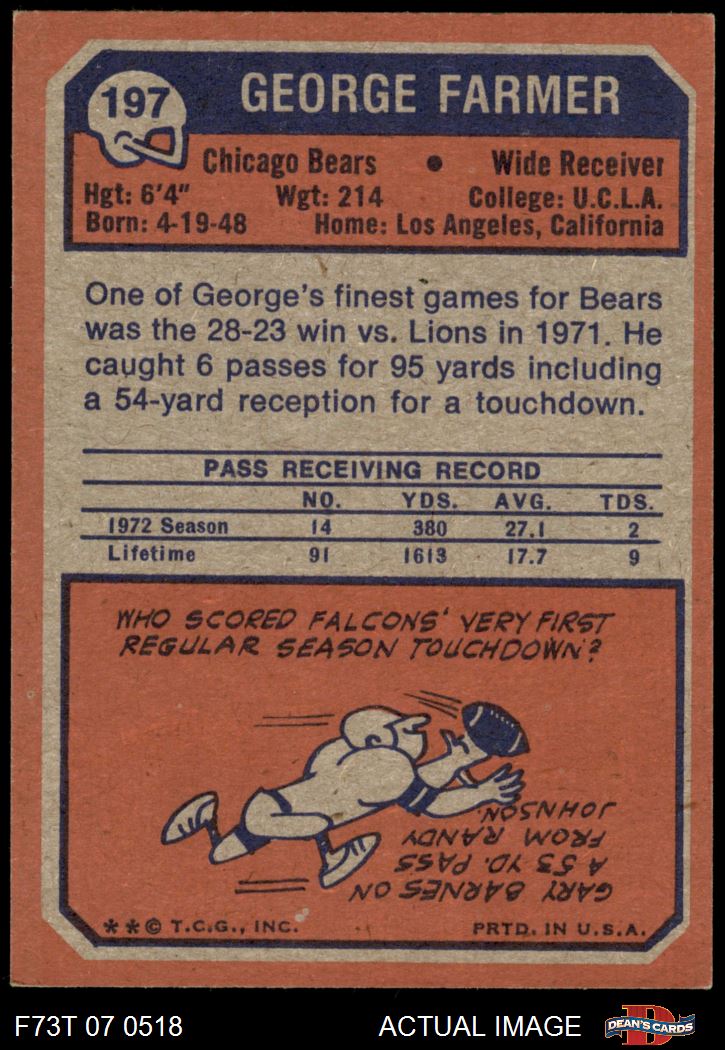 197
GEORGE FARMER
Chicago Bears • Wide Receiver
Hgt: 6'4" Wgt: 214 College: U.C.L.A.
Born: 4-19-48 Home: Los Angeles, California
One of George's finest games for Bears
was the 28-23 win vs. Lions in 1971. He
caught 6 passes for 95 yards including
a 54-yard reception for a touchdown.
PASS RECEIVING RECORD
NO. YDS. AVG. TDS.
1972 Season 14 380 27.1 2
Lifetime 91 1613 17.7 9
WHO SCORED FALCONS' VERY FIRST
REGULAR SEASON TOUCHDOWN?
GARY BARNES ON
A 53 YD. PASS
FROM RANDY
JOHNSON.
**© T.C.G., INC. PRTD. IN U.S.A.
F73T 07 0518 ACTUAL IMAGE
D
DEAN'S CARDS